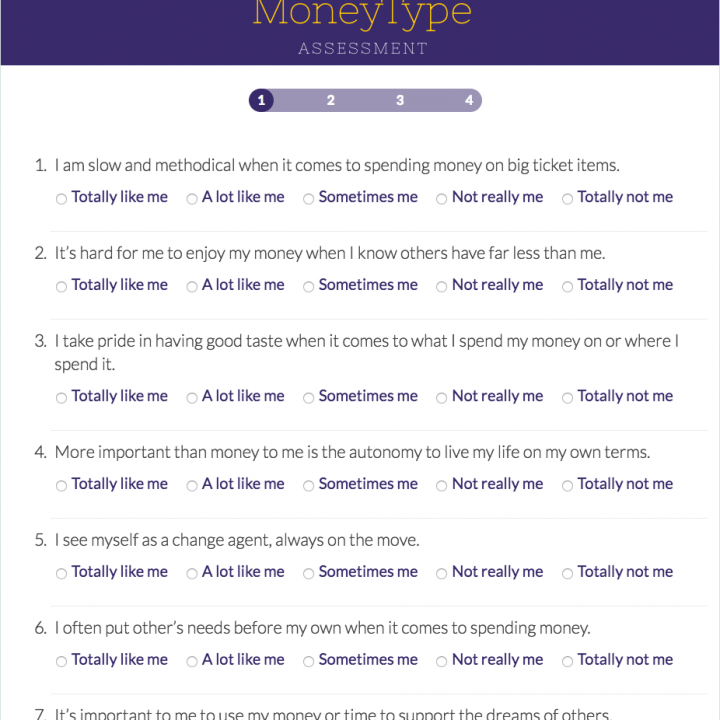 MoneyType
ASSESSMENT
1 2 3 4
1. I am slow and methodical when it comes to spending money on big ticket items.
Totally like me A lot like me Sometimes me Not really me Totally not me
2. It’s hard for me to enjoy my money when I know others have far less than me.
Totally like me A lot like me Sometimes me Not really me Totally not me
3. I take pride in having good taste when it comes to what I spend my money on or where I
spend it.
Totally like me A lot like me Sometimes me Not really me Totally not me
4. More important than money to me is the autonomy to live my life on my own terms.
Totally like me A lot like me Sometimes me Not really me Totally not me
5. I see myself as a change agent, always on the move.
Totally like me A lot like me Sometimes me Not really me Totally not me
6. I often put other’s needs before my own when it comes to spending money.
Totally like me A lot like me Sometimes me Not really me Totally not me
7. It’s important to me to use my money or time to support the dreams of others.